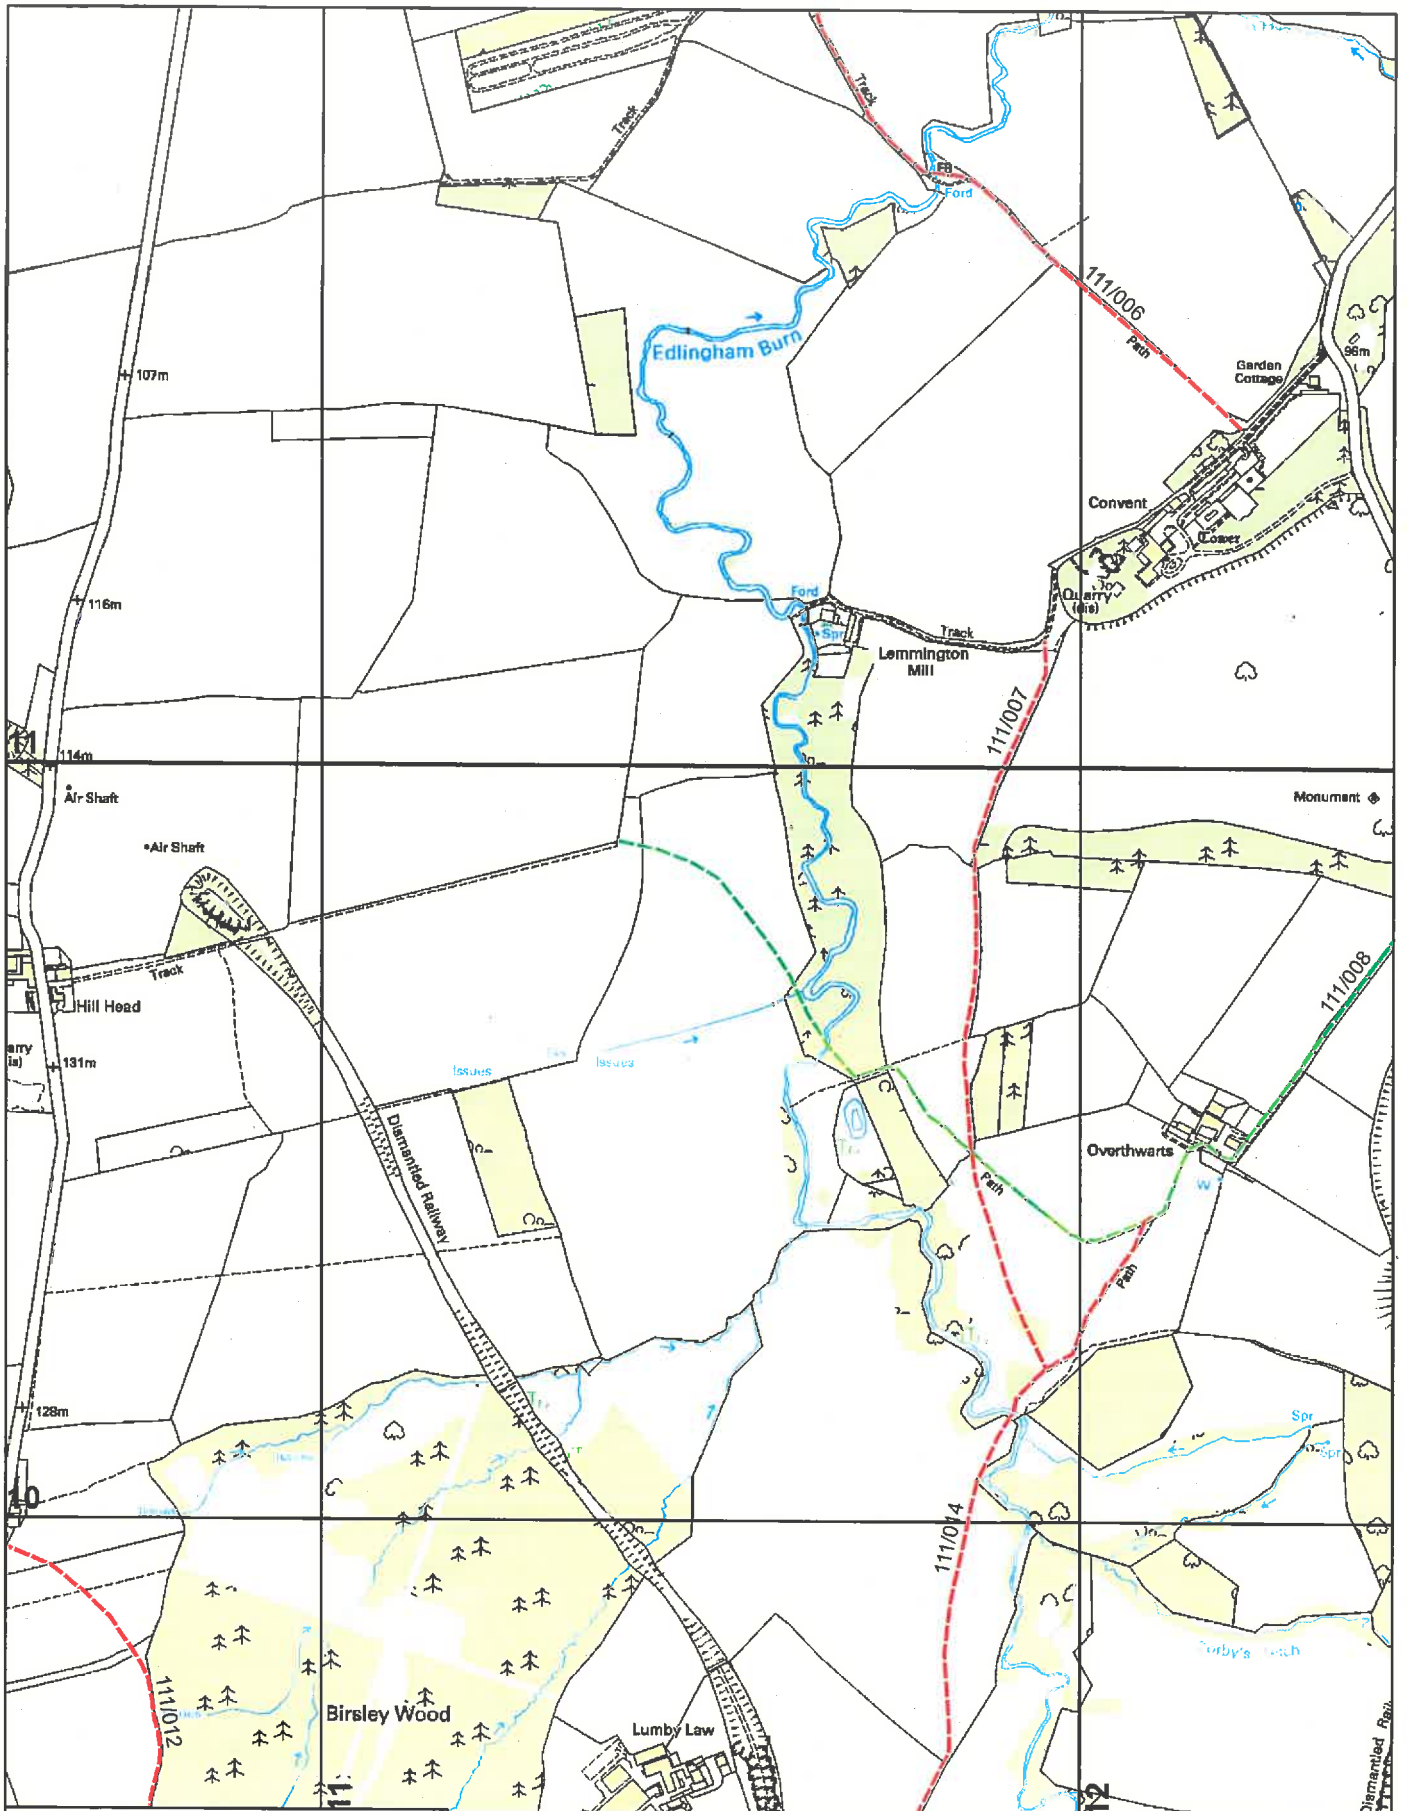 Track
Track
FB
Ford
111/006
Path
96m
Garden
Cottage
Edlingham Burn
107m
Convent
Tower
Quarry
(dis)
116m
Ford
Spr
Track
Lemmington
Mill
111/007
11
114m
Air Shaft
Air Shaft
Monument
Track
Hill Head
111/008
131m
Issues
Issues
Dismantled Railway
Overthwarts
W
Path
Path
128m
Spr
Spr
10
111/014
111/012
Birsley Wood
Lumby Law
11
12
Dismantled